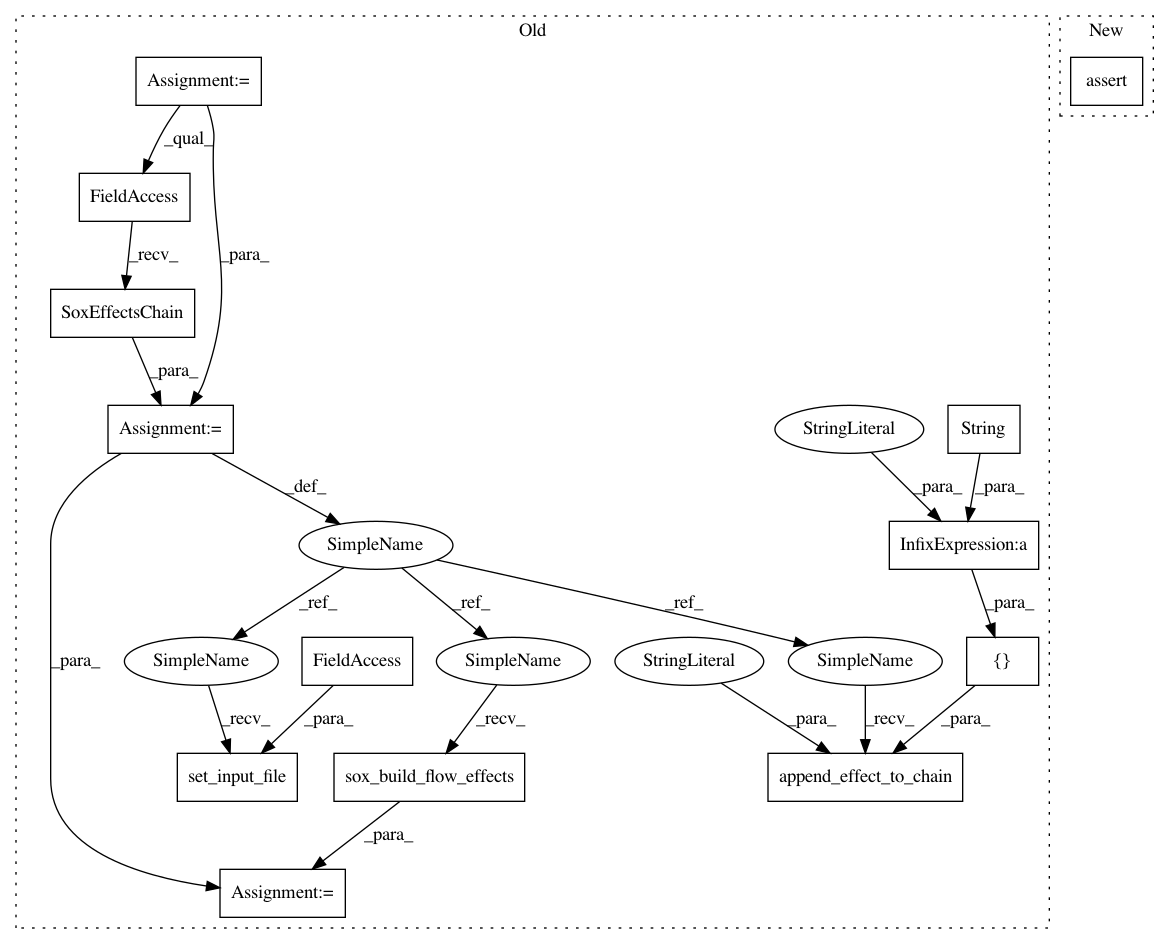 Old
New
Assignment:=
assert
_qual_
FieldAccess
_recv_
_para_
SoxEffectsChain
_para_
Assignment:=
StringLiteral
String
_def_
_para_
_para_
SimpleName
InfixExpression:a
_ref_
_ref_
_ref_
_para_
_para_
SimpleName
FieldAccess
SimpleName
StringLiteral
SimpleName
{}
_recv_
_para_
_recv_
_para_
_recv_
_para_
set_input_file
sox_build_flow_effects
append_effect_to_chain
_para_
Assignment:=